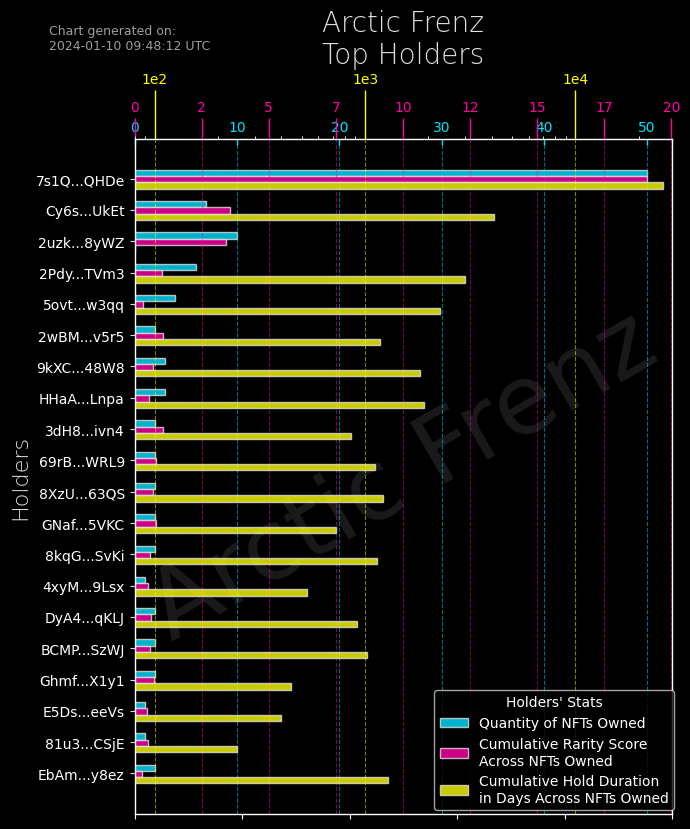 Chart generated on:
2024-01-10 09:48:12 UTC
Arctic Frenz
Top Holders
1e2 1e3 1e4
0 2 5 7 10 12 15 17 20
0 10 20 30 40 50
7s1Q...QHDe
Cy6s...UkEt
2uzk...8yWZ
2Pdy...TVm3
5ovt...w3qq
2wBM...v5r5
9kXC...48W8
HHaA...Lnpa
3dH8...ivn4
69rB...WRL9
8XzU...63QS
GNaf...5VKC
8kqG...SvKi
4xyM...9Lsx
DyA4...qKLJ
BCMP...SzWJ
Ghmf...X1y1
E5Ds...eeVs
81u3...CSjE
EbAm...y8ez
Holders
Arctic Frenz
Holders' Stats
Quantity of NFTs Owned
Cumulative Rarity Score
Across NFTs Owned
Cumulative Hold Duration
in Days Across NFTs Owned